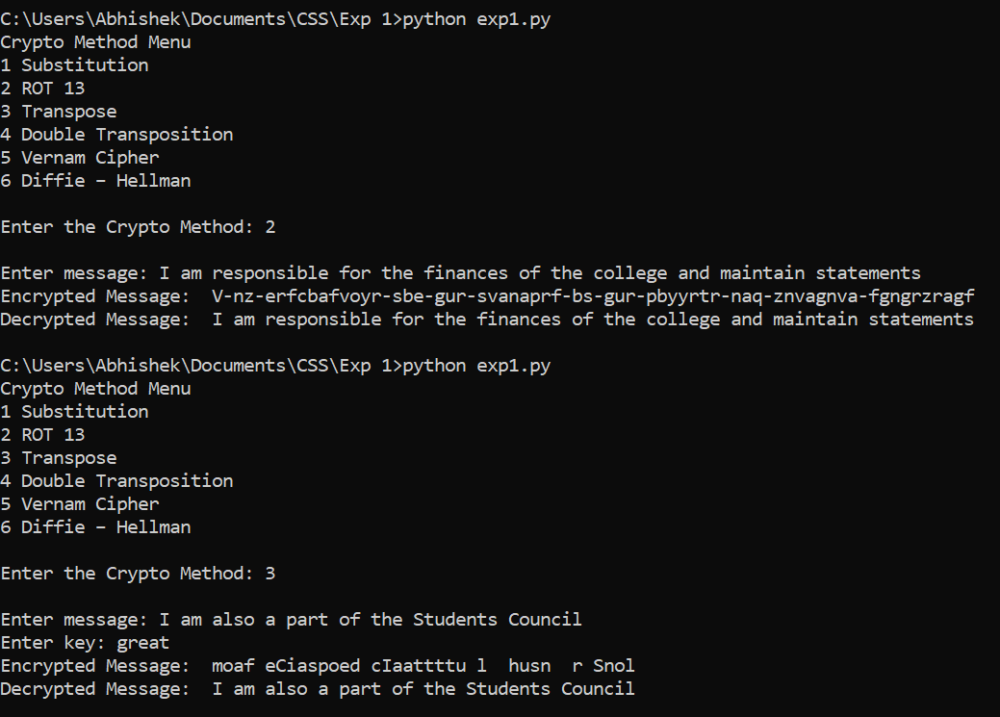 C:\Users\Abhishek\Documents\CSS\Exp 1>python exp1.py
Crypto Method Menu
1 Substitution
2 ROT 13
3 Transpose
4 Double Transposition
5 Vernam Cipher
6 Diffie – Hellman
Enter the Crypto Method: 2
Enter message: I am responsible for the finances of the college and maintain statements
Encrypted Message:  V-nz-erfcbafvoyr-sbe-gur-svanaprf-bs-gur-pbyyrtr-naq-znvagnva-fgngrzragf
Decrypted Message:  I am responsible for the finances of the college and maintain statements
C:\Users\Abhishek\Documents\CSS\Exp 1>python exp1.py
Crypto Method Menu
1 Substitution
2 ROT 13
3 Transpose
4 Double Transposition
5 Vernam Cipher
6 Diffie – Hellman
Enter the Crypto Method: 3
Enter message: I am also a part of the Students Council
Enter key: great
Encrypted Message:  moaf eCiaspoed cIaattttu l  husn  r Snol
Decrypted Message:  I am also a part of the Students Council